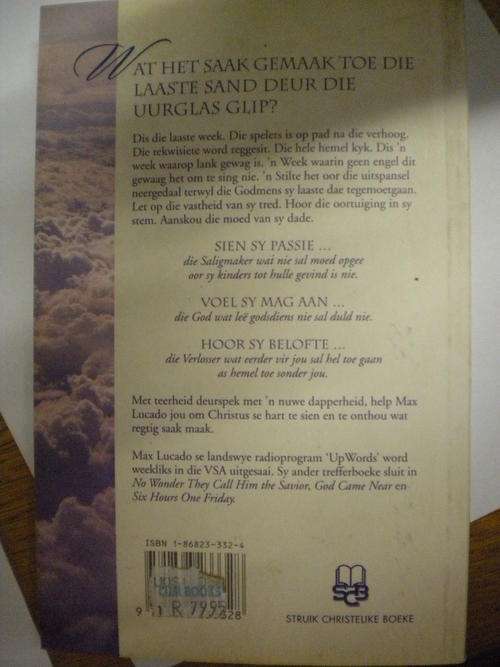 WAT HET SAAK GEMAAK TOE DIE
LAASTE SAND DEUR DIE
UURGLAS GLIP?
Dis die laaste week. Die spelers is op pad na die verhoog.
Die rekwisiete word reggesit. Die hele hemel kyk. Dis 'n
week waarop lank gewag is. 'n Week waarin geen engel dit
gewaag het om te sing nie. 'n Stilte het oor die uitspansel
neergedaal terwyl die Godmens sy laaste dae tegemoetgaan.
Let op die vastheid van sy tred. Hoor die oortuiging in sy
stem. Aanskou die moed van sy dade.
SIEN SY PASSIE ...
die Saligmaker wat nie sal moed opgee
oor sy kinders tot hulle gevind is nie.
VOEL SY MAG AAN ...
die God wat leë godsdiens nie sal duld nie.
HOOR SY BELOFTE ...
die Verlosser wat eerder vir jou sal hel toe gaan
as hemel toe sonder jou.
Met teerheid deurspek met 'n nuwe dapperheid, help Max
Lucado jou om Christus se hart te sien en te onthou wat
regtig saak maak.
Max Lucado se landswye radioprogram 'UpWords' word
weekliks in die VSA uitgesaai. Sy ander trefferboeke sluit in
No Wonder They Call Him the Savior, God Came Near en
Six Hours One Friday.
ISBN 1-86823-332-4
CUM BOOKS
R 7995
SCB
STRUIK CHRISTELIKE BOEKE